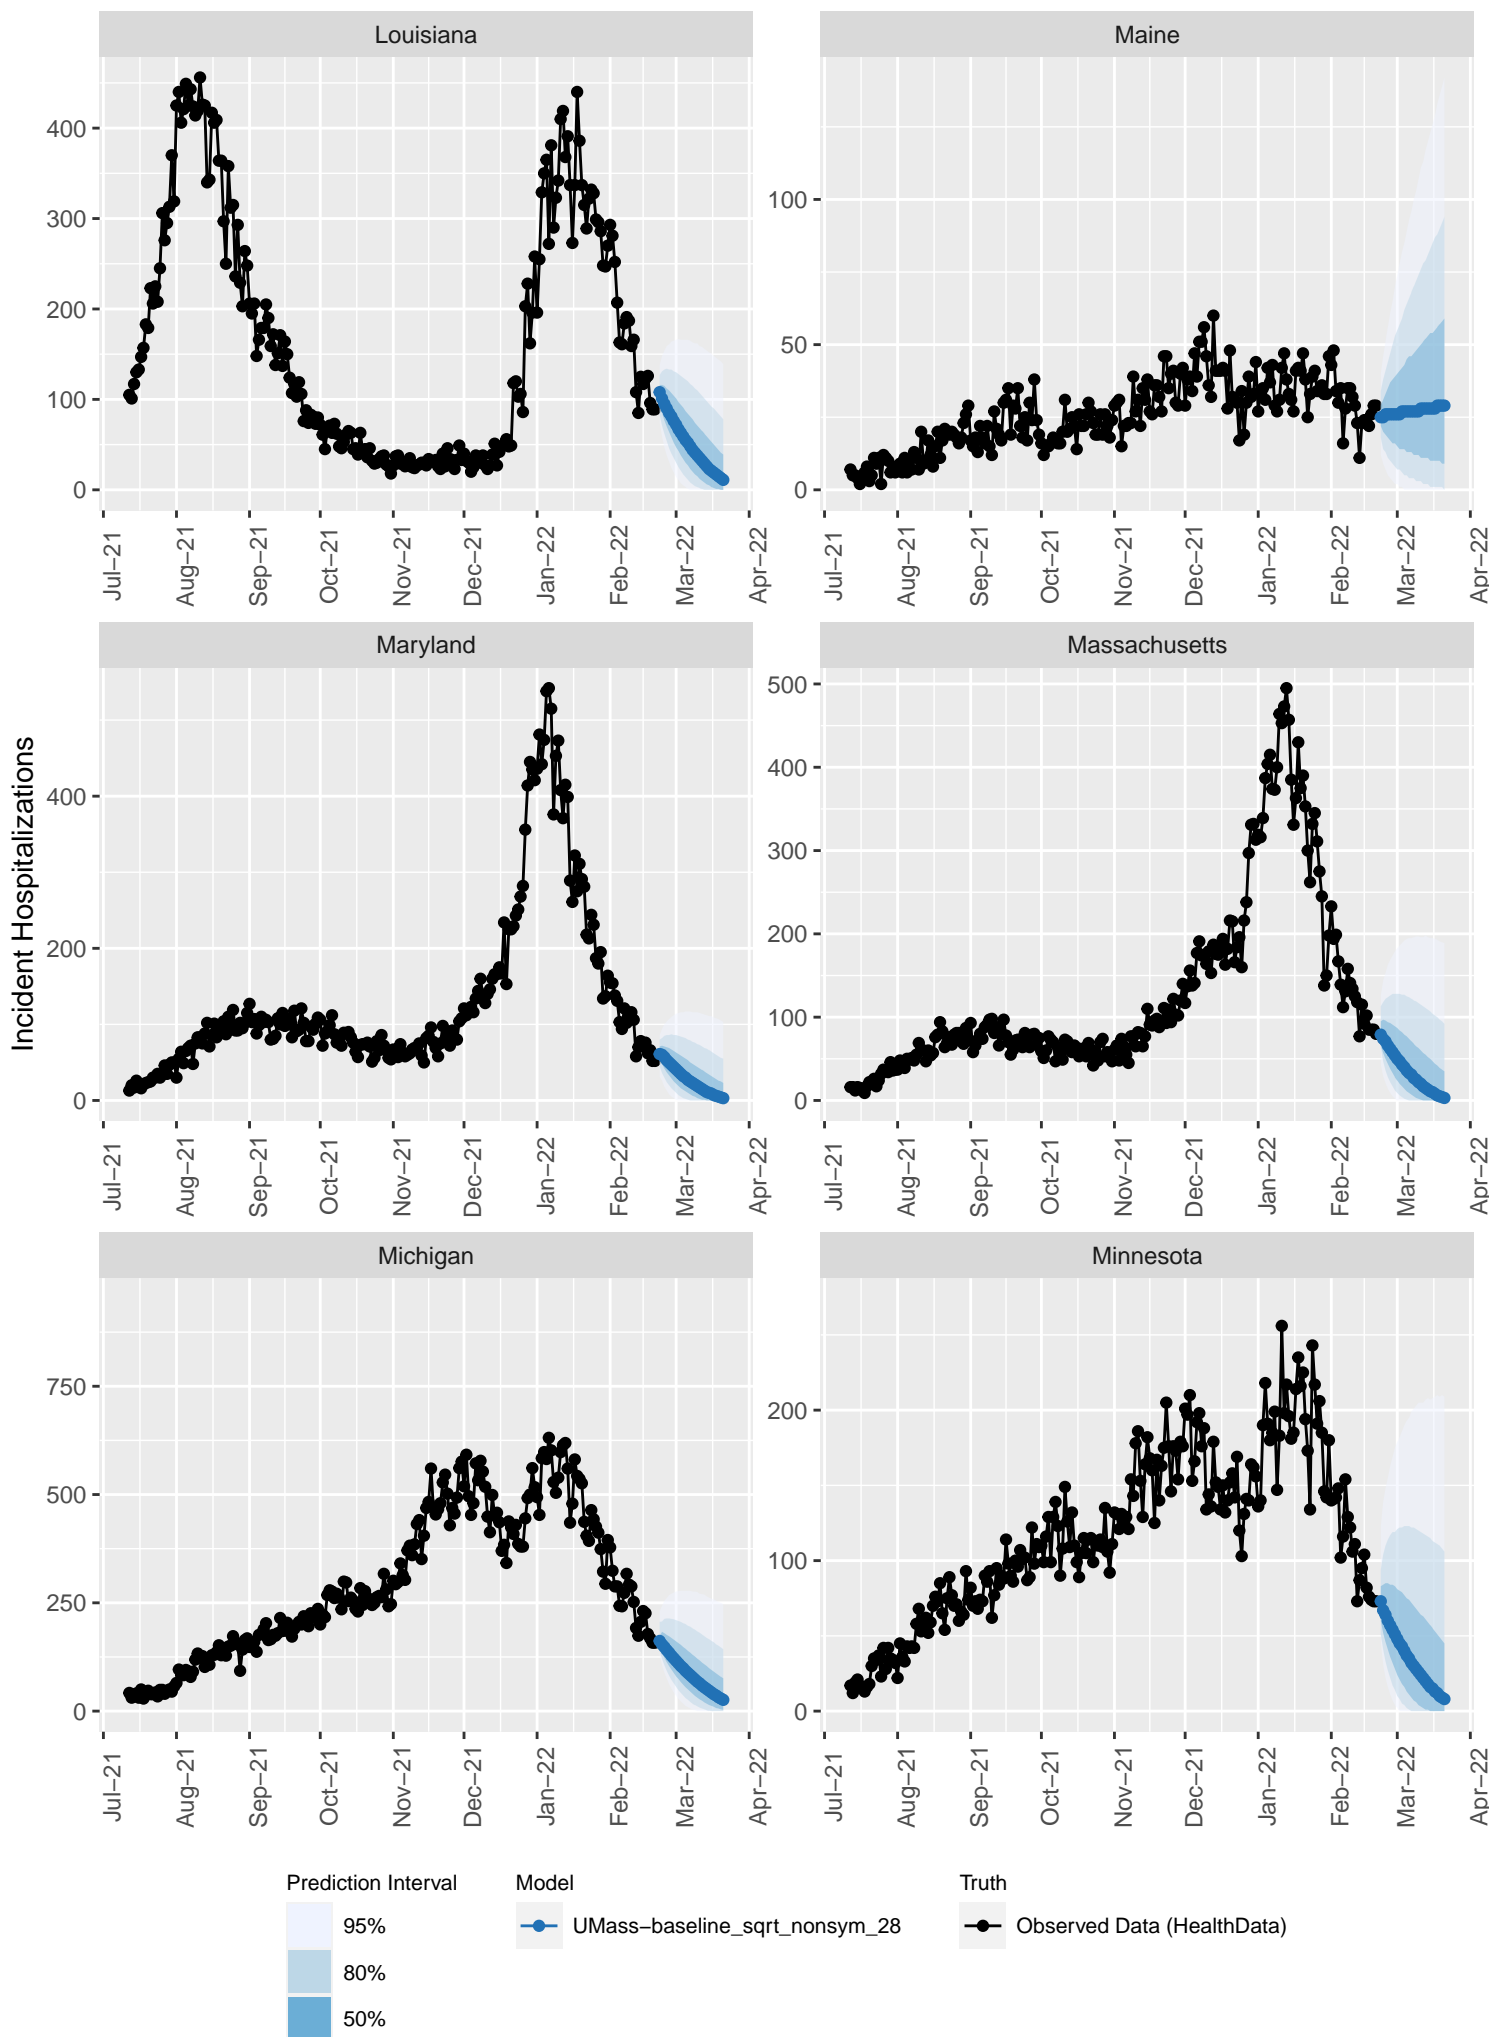 Louisiana
Maine
400
300
200
100
0
100
50
0
Jul−21
Aug−21
Sep−21
Oct−21
Nov−21
Dec−21
Jan−22
Feb−22
Mar−22
Apr−22
Jul−21
Aug−21
Sep−21
Oct−21
Nov−21
Dec−21
Jan−22
Feb−22
Mar−22
Apr−22
Maryland
Massachusetts
Incident Hospitalizations
400
200
0
500
400
300
200
100
0
Jul−21
Aug−21
Sep−21
Oct−21
Nov−21
Dec−21
Jan−22
Feb−22
Mar−22
Apr−22
Jul−21
Aug−21
Sep−21
Oct−21
Nov−21
Dec−21
Jan−22
Feb−22
Mar−22
Apr−22
Michigan
Minnesota
750
500
250
0
200
100
0
Jul−21
Aug−21
Sep−21
Oct−21
Nov−21
Dec−21
Jan−22
Feb−22
Mar−22
Apr−22
Jul−21
Aug−21
Sep−21
Oct−21
Nov−21
Dec−21
Jan−22
Feb−22
Mar−22
Apr−22
Prediction Interval
95%
80%
50%
Model
UMass−baseline_sqrt_nonsym_28
Truth
Observed Data (HealthData)